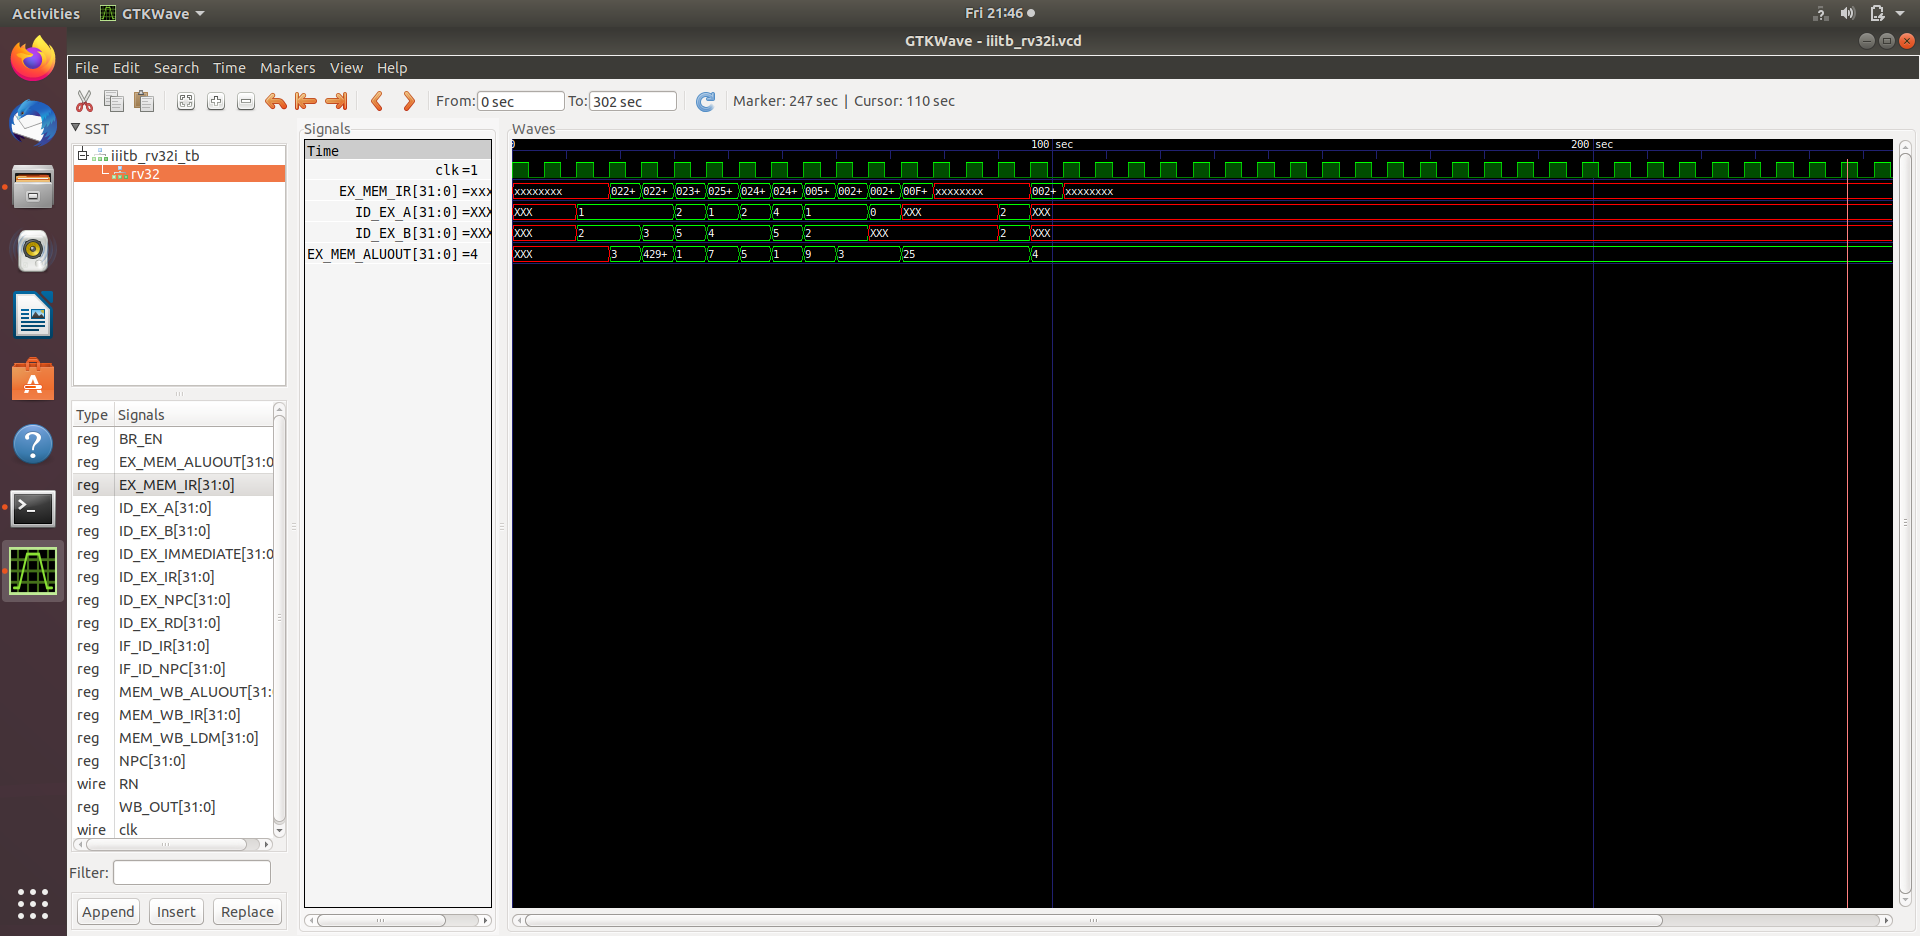 Activities GTKWave Fri 21:46
GTKWave - iiitb_rv32i.vcd
File Edit Search Time Markers View Help
From: 0 sec To: 302 sec Marker: 247 sec | Cursor: 110 sec
SST
iiitb_rv32i_tb
rv32
Type Signals
reg BR_EN
reg EX_MEM_ALUOUT[31:0
reg EX_MEM_IR[31:0]
reg ID_EX_A[31:0]
reg ID_EX_B[31:0]
reg ID_EX_IMMEDIATE[31:0
reg ID_EX_IR[31:0]
reg ID_EX_NPC[31:0]
reg ID_EX_RD[31:0]
reg IF_ID_IR[31:0]
reg IF_ID_NPC[31:0]
reg MEM_WB_ALUOUT[31:
reg MEM_WB_IR[31:0]
reg MEM_WB_LDM[31:0]
reg NPC[31:0]
wire RN
reg WB_OUT[31:0]
wire clk
Filter:
Append Insert Replace
Signals
Time
clk =1
EX_MEM_IR[31:0] =xxx
ID_EX_A[31:0] =XXX
ID_EX_B[31:0] =XXX
EX_MEM_ALUOUT[31:0] =4
Waves
0 100 sec 200 sec
xxxxxxxx 022+ 022+ 023+ 025+ 024+ 024+ 005+ 002+ 002+ 00F+ xxxxxxxx 002+ xxxxxxxx
XXX 1 2 1 2 4 1 0 XXX 2 XXX
XXX 2 3 5 4 5 2 XXX 2 XXX
XXX 3 429+ 1 7 5 1 9 3 25 4